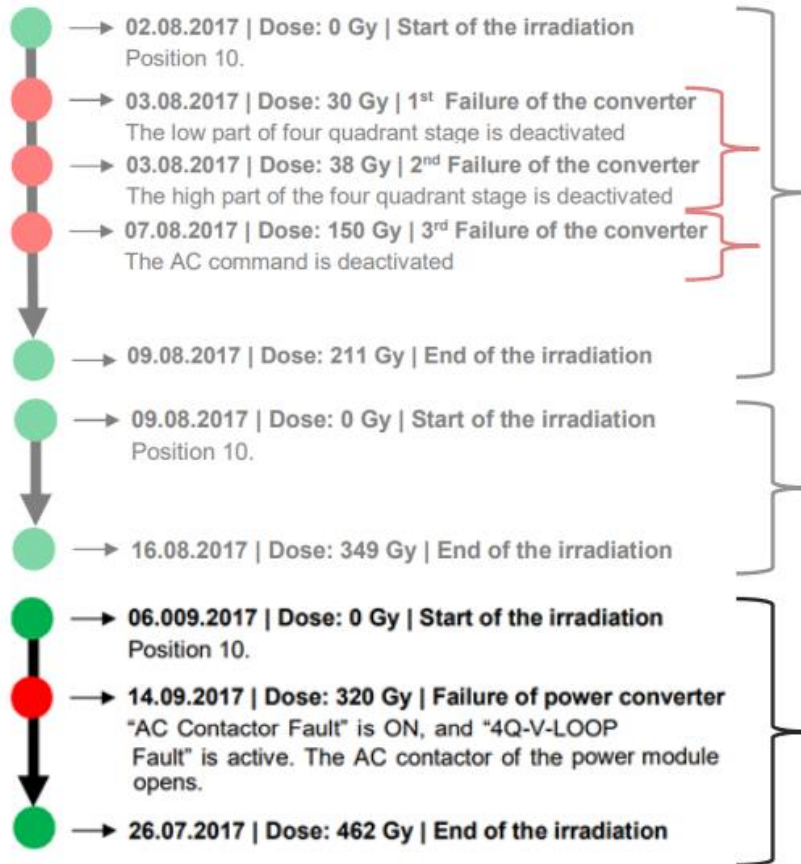 02.08.2017 | Dose: 0 Gy | Start of the irradiation
Position 10.
03.08.2017 | Dose: 30 Gy | 1st Failure of the converter
The low part of four quadrant stage is deactivated
03.08.2017 | Dose: 38 Gy | 2nd Failure of the converter
The high part of the four quadrant stage is deactivated
07.08.2017 | Dose: 150 Gy | 3rd Failure of the converter
The AC command is deactivated
09.08.2017 | Dose: 211 Gy | End of the irradiation
09.08.2017 | Dose: 0 Gy | Start of the irradiation
Position 10.
16.08.2017 | Dose: 349 Gy | End of the irradiation
06.009.2017 | Dose: 0 Gy | Start of the irradiation
Position 10.
14.09.2017 | Dose: 320 Gy | Failure of power converter
“AC Contactor Fault” is ON, and “4Q-V-LOOP
Fault” is active. The AC contactor of the power module
opens.
26.07.2017 | Dose: 462 Gy | End of the irradiation